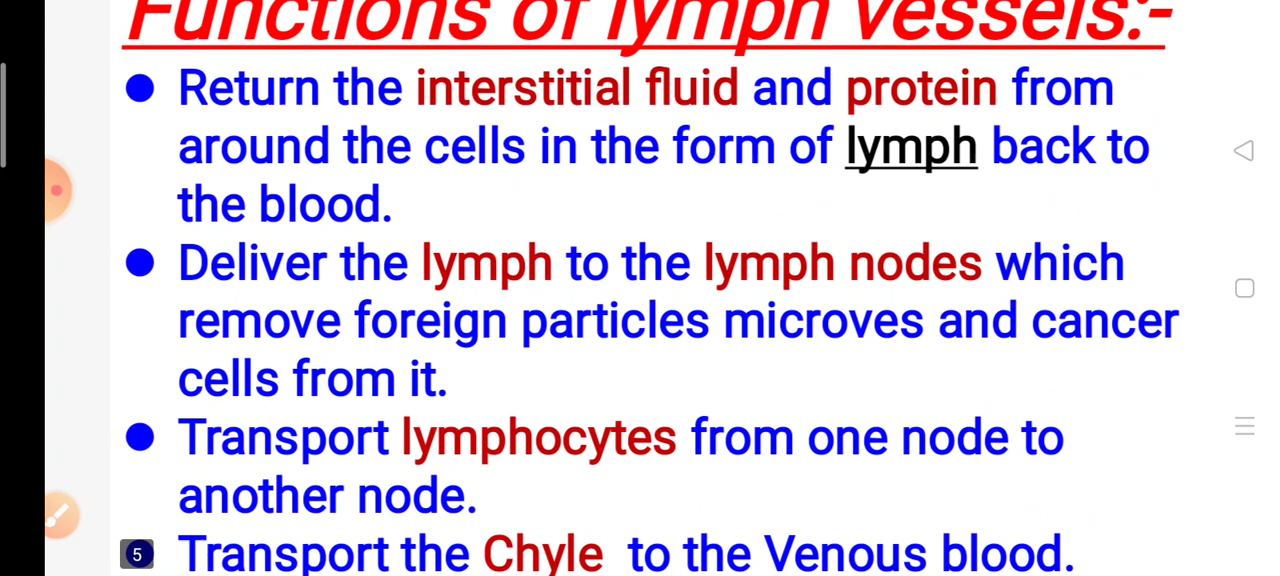 Functions of lymph vessels:-
● Return the interstitial fluid and protein from
around the cells in the form of lymph back to
the blood.
● Deliver the lymph to the lymph nodes which
remove foreign particles microves and cancer
cells from it.
● Transport lymphocytes from one node to
another node.
5 Transport the Chyle to the Venous blood.